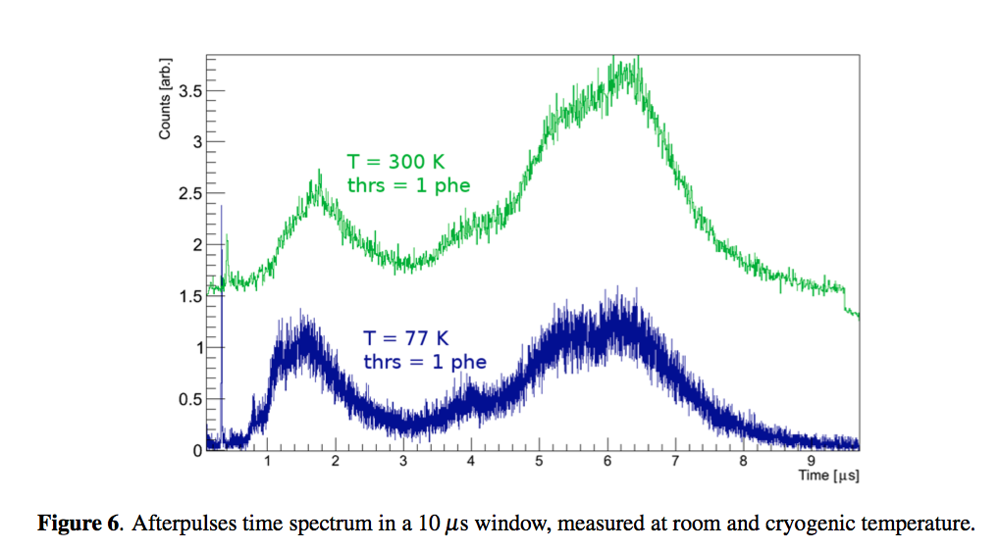 Counts [arb.]
3.5
3
2.5
2
1.5
1
0.5
0
T = 300 K
thrs = 1 phe
T = 77 K
thrs = 1 phe
1 2 3 4 5 6 7 8 9
Time [μs]
Figure 6. Afterpulses time spectrum in a 10 μs window, measured at room and cryogenic temperature.